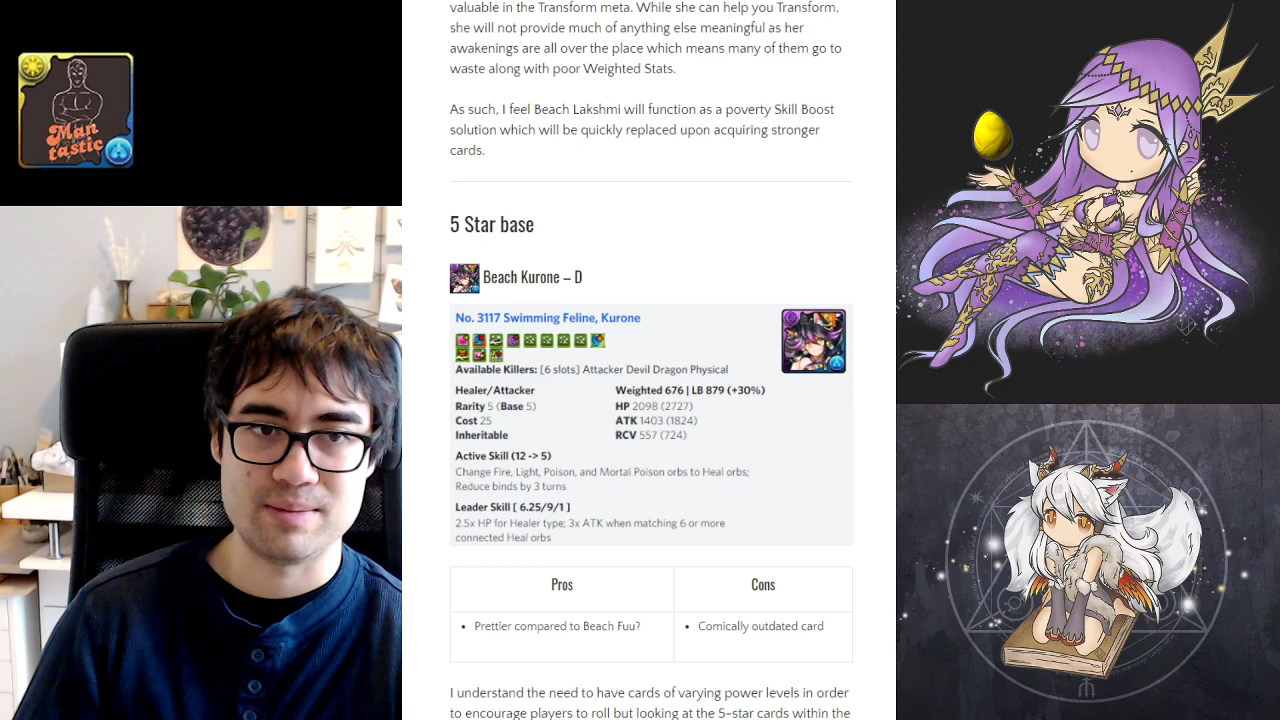 Man
tastic
valuable in the Transform meta. While she can help you Transform,
she will not provide much of anything else meaningful as her
awakenings are all over the place which means many of them go to
waste along with poor Weighted Stats.
As such, I feel Beach Lakshmi will function as a poverty Skill Boost
solution which will be quickly replaced upon acquiring stronger
cards.
5 Star base
Beach Kurone – D
No. 3117 Swimming Feline, Kurone
Available Killers: [6 slots] Attacker Devil Dragon Physical
Healer/Attacker
Rarity 5 (Base 5)
Cost 25
Inheritable
Weighted 676 | LB 879 (+30%)
HP 2098 (2727)
ATK 1403 (1824)
RCV 557 (724)
Active Skill (12 -> 5)
Change Fire, Light, Poison, and Mortal Poison orbs to Heal orbs;
Reduce binds by 3 turns
Leader Skill [ 6.25/9/1 ]
2.5x HP for Healer type; 3x ATK when matching 6 or more
connected Heal orbs
Pros
Cons
• Prettier compared to Beach Fuu?
• Comically outdated card
I understand the need to have cards of varying power levels in order
to encourage players to roll but looking at the 5-star cards within the